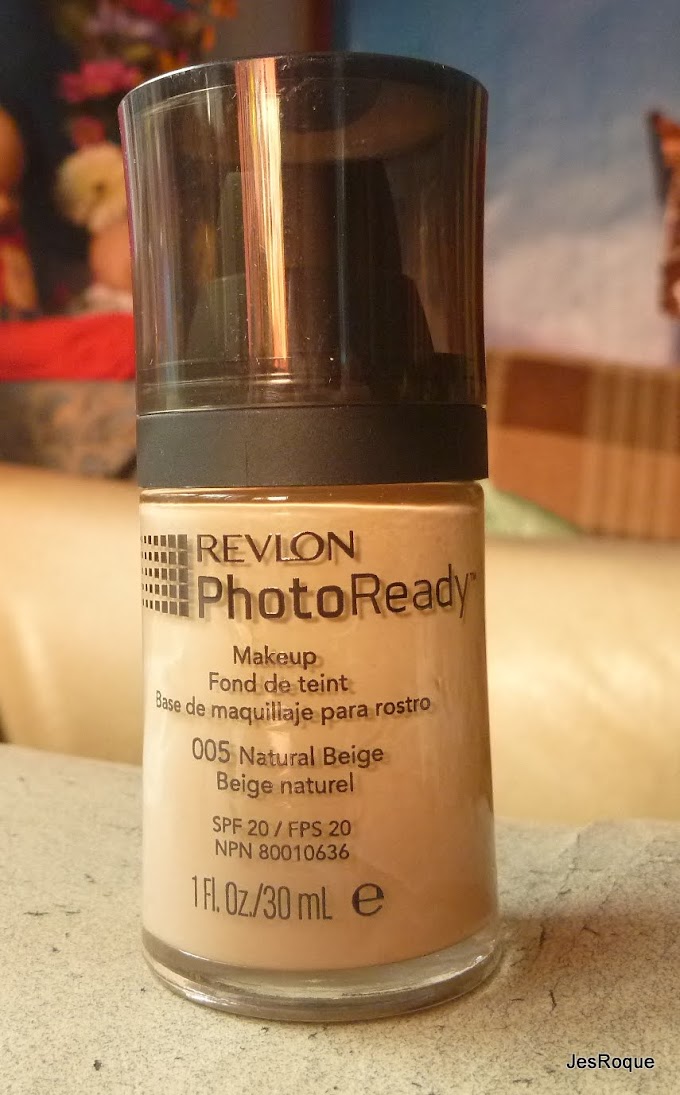 REVLON
PhotoReady™
Makeup
Fond de teint
Base de maquillaje para rostro
005 Natural Beige
Beige naturel
SPF 20 / FPS 20
NPN 80010636
1 Fl. Oz./30 mL ℮
JesRoque